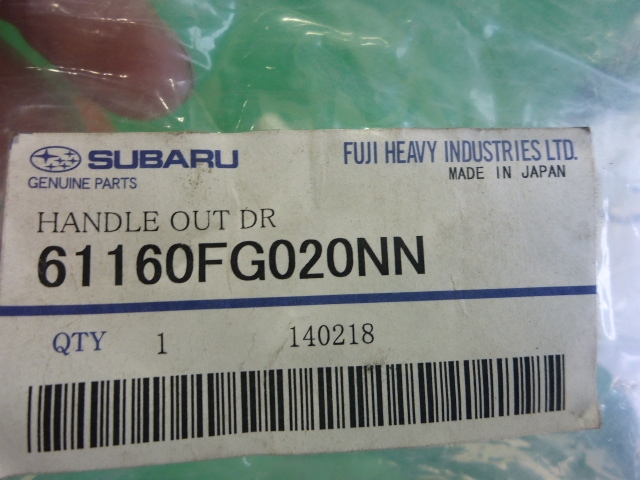 SUBARU
GENUINE PARTS
FUJI HEAVY INDUSTRIES LTD.
MADE IN JAPAN
HANDLE OUT DR
61160FG020NN
QTY 1 140218